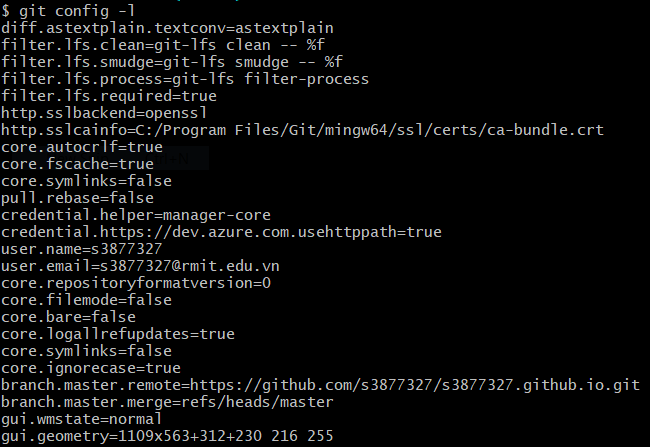 $ git config -l
diff.astextplain.textconv=astextplain
filter.lfs.clean=git-lfs clean -- %f
filter.lfs.smudge=git-lfs smudge -- %f
filter.lfs.process=git-lfs filter-process
filter.lfs.required=true
http.sslbackend=openssl
http.sslcainfo=C:/Program Files/Git/mingw64/ssl/certs/ca-bundle.crt
core.autocrlf=true
core.fscache=true
core.symlinks=false
pull.rebase=false
credential.helper=manager-core
credential.https://dev.azure.com.usehttppath=true
user.name=s3877327
user.email=s3877327@rmit.edu.vn
core.repositoryformatversion=0
core.filemode=false
core.bare=false
core.logallrefupdates=true
core.symlinks=false
core.ignorecase=true
branch.master.remote=https://github.com/s3877327/s3877327.github.io.git
branch.master.merge=refs/heads/master
gui.wmstate=normal
gui.geometry=1109x563+312+230 216 255